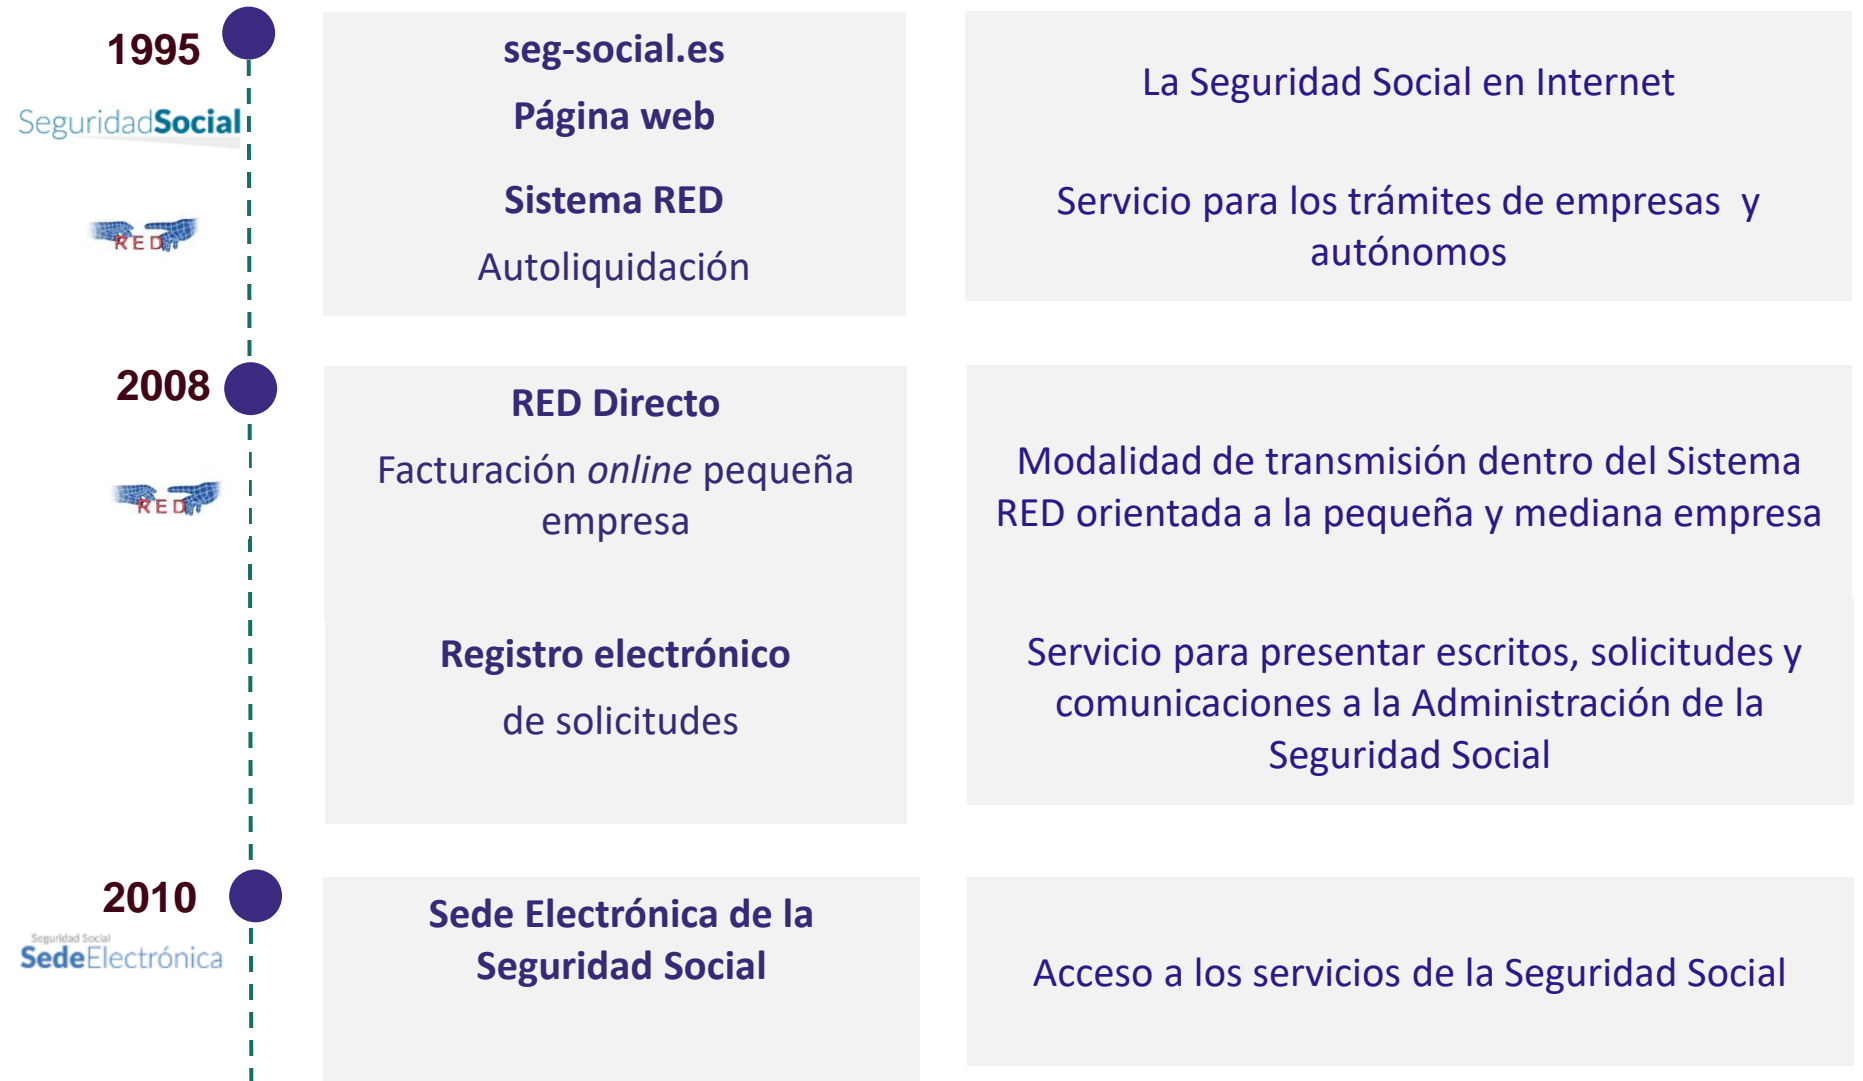 1995
SeguridadSocial
seg-social.es
Página web
La Seguridad Social en Internet
RED
Sistema RED
Autoliquidación
Servicio para los trámites de empresas y
autónomos
2008
RED
RED Directo
Facturación online pequeña
empresa
Modalidad de transmisión dentro del Sistema
RED orientada a la pequeña y mediana empresa
Registro electrónico
de solicitudes
Servicio para presentar escritos, solicitudes y
comunicaciones a la Administración de la
Seguridad Social
2010
Seguridad Social
SedeElectrónica
Sede Electrónica de la
Seguridad Social
Acceso a los servicios de la Seguridad Social